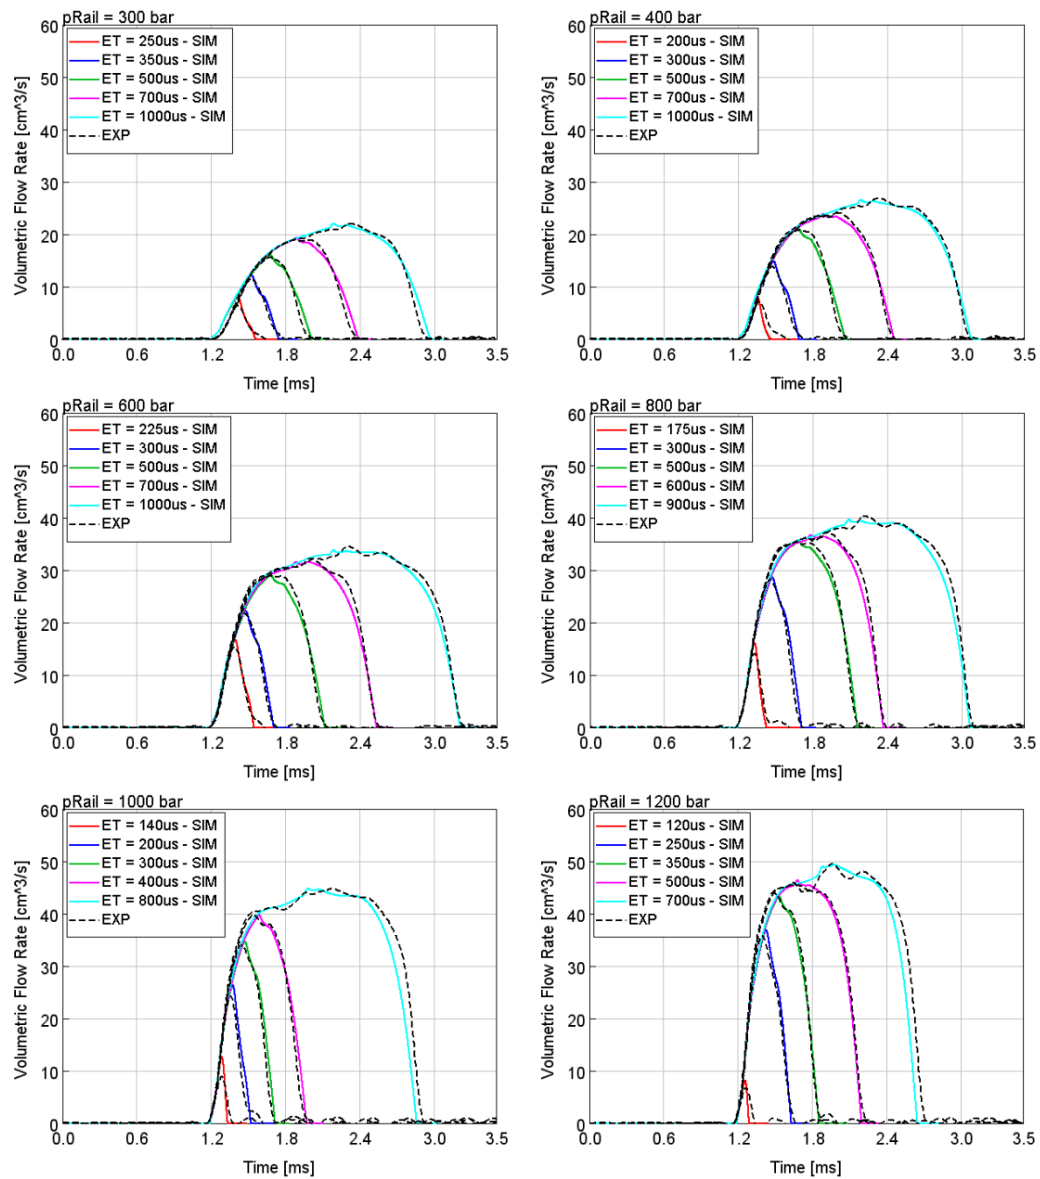 pRail = 300 bar
60
50
40
30
20
10
0
Volumetric Flow Rate [cm^3/s]
ET = 250us - SIM
ET = 350us - SIM
ET = 500us - SIM
ET = 700us - SIM
ET = 1000us - SIM
EXP
0.0 0.6 1.2 1.8 2.4 3.0 3.5
Time [ms]
pRail = 400 bar
60
50
40
30
20
10
0
Volumetric Flow Rate [cm^3/s]
ET = 200us - SIM
ET = 300us - SIM
ET = 500us - SIM
ET = 700us - SIM
ET = 1000us - SIM
EXP
0.0 0.6 1.2 1.8 2.4 3.0 3.5
Time [ms]
pRail = 600 bar
60
50
40
30
20
10
0
Volumetric Flow Rate [cm^3/s]
ET = 225us - SIM
ET = 300us - SIM
ET = 500us - SIM
ET = 700us - SIM
ET = 1000us - SIM
EXP
0.0 0.6 1.2 1.8 2.4 3.0 3.5
Time [ms]
pRail = 800 bar
60
50
40
30
20
10
0
Volumetric Flow Rate [cm^3/s]
ET = 175us - SIM
ET = 300us - SIM
ET = 500us - SIM
ET = 600us - SIM
ET = 900us - SIM
EXP
0.0 0.6 1.2 1.8 2.4 3.0 3.5
Time [ms]
pRail = 1000 bar
60
50
40
30
20
10
0
Volumetric Flow Rate [cm^3/s]
ET = 140us - SIM
ET = 200us - SIM
ET = 300us - SIM
ET = 400us - SIM
ET = 800us - SIM
EXP
0.0 0.6 1.2 1.8 2.4 3.0 3.5
Time [ms]
pRail = 1200 bar
60
50
40
30
20
10
0
Volumetric Flow Rate [cm^3/s]
ET = 120us - SIM
ET = 250us - SIM
ET = 350us - SIM
ET = 500us - SIM
ET = 700us - SIM
EXP
0.0 0.6 1.2 1.8 2.4 3.0 3.5
Time [ms]